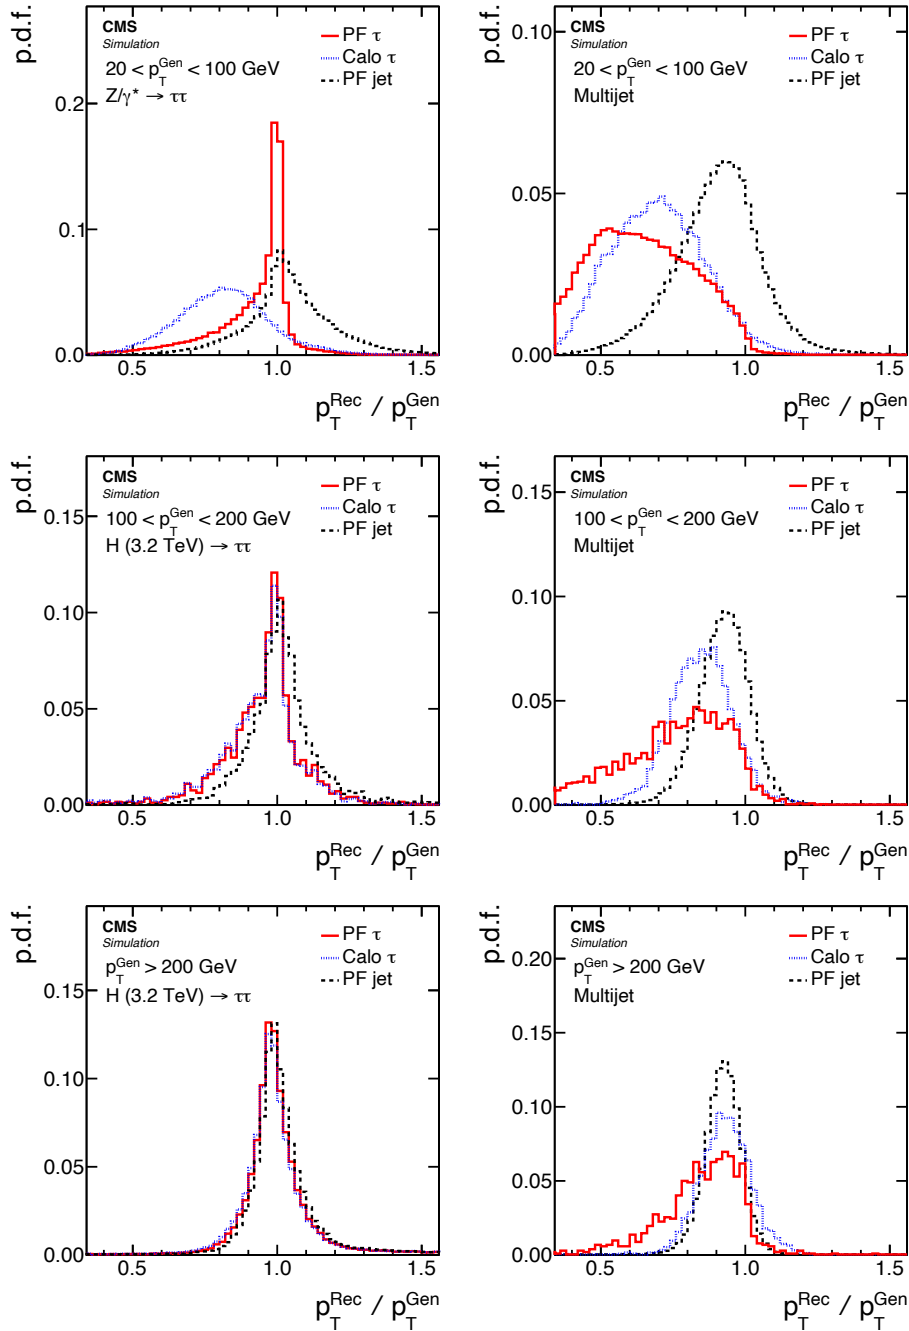 p.d.f.
CMS
Simulation
20 < p_T^Gen < 100 GeV
Z/γ* → ττ
PF τ
Calo τ
PF jet
0.2
0.1
0.0
0.5
1.0
1.5
p_T^Rec / p_T^Gen
p.d.f.
CMS
Simulation
20 < p_T^Gen < 100 GeV
Multijet
PF τ
Calo τ
PF jet
0.10
0.05
0.00
0.5
1.0
1.5
p_T^Rec / p_T^Gen
p.d.f.
CMS
Simulation
100 < p_T^Gen < 200 GeV
H (3.2 TeV) → ττ
PF τ
Calo τ
PF jet
0.15
0.10
0.05
0.00
0.5
1.0
1.5
p_T^Rec / p_T^Gen
p.d.f.
CMS
Simulation
100 < p_T^Gen < 200 GeV
Multijet
PF τ
Calo τ
PF jet
0.15
0.10
0.05
0.00
0.5
1.0
1.5
p_T^Rec / p_T^Gen
p.d.f.
CMS
Simulation
p_T^Gen > 200 GeV
H (3.2 TeV) → ττ
PF τ
Calo τ
PF jet
0.15
0.10
0.05
0.00
0.5
1.0
1.5
p_T^Rec / p_T^Gen
p.d.f.
CMS
Simulation
p_T^Gen > 200 GeV
Multijet
PF τ
Calo τ
PF jet
0.20
0.15
0.10
0.05
0.00
0.5
1.0
1.5
p_T^Rec / p_T^Gen